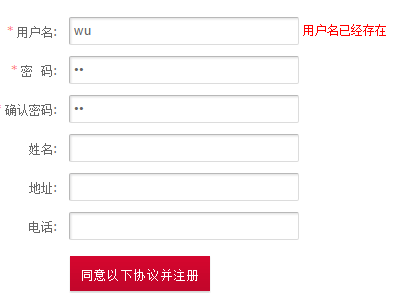 * 用户名: wu 用户名已经存在
* 密 码: ••
* 确认密码: ••
姓名:
地址:
电话:
同意以下协议并注册